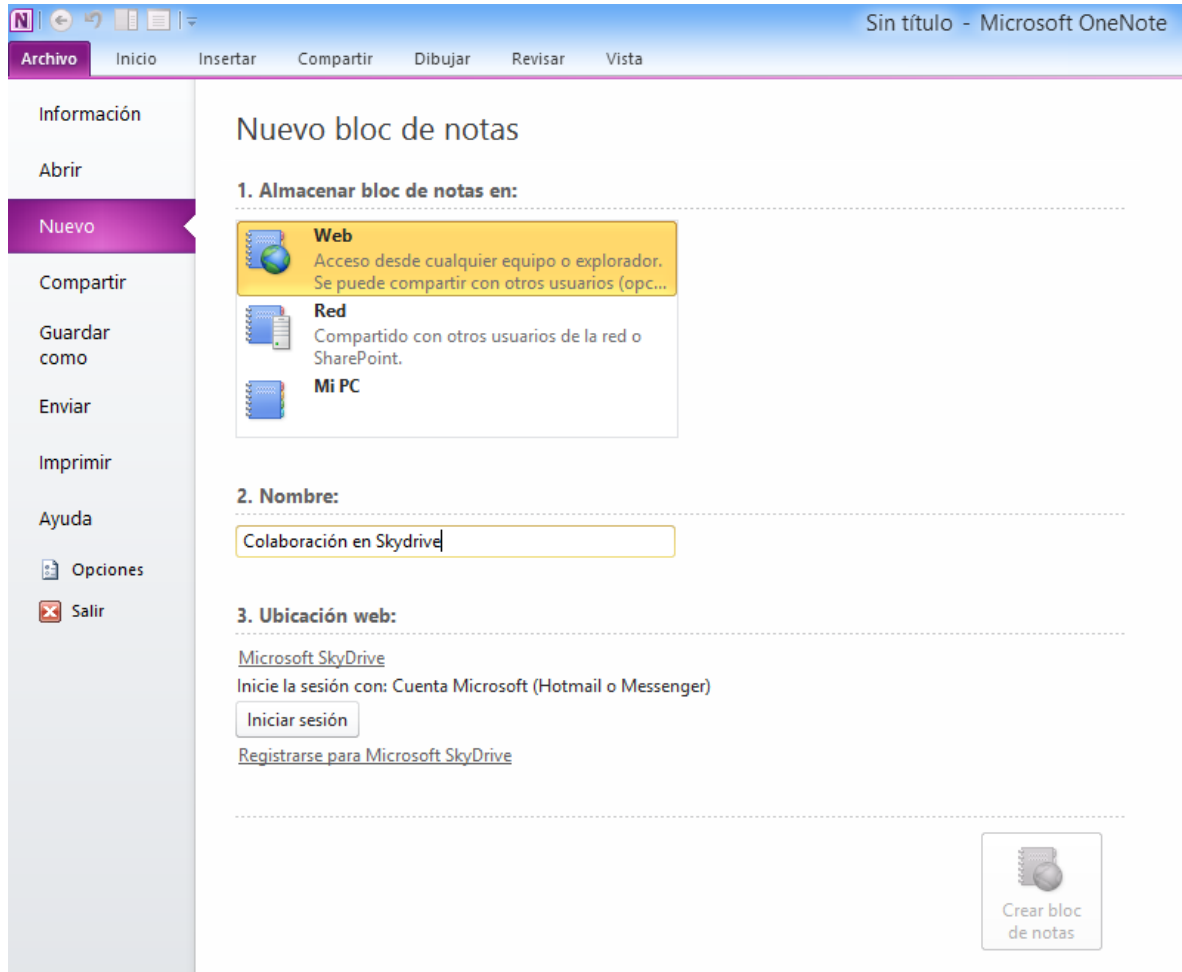 Sin título - Microsoft OneNote
Archivo Inicio Insertar Compartir Dibujar Revisar Vista
Información
Abrir
Nuevo
Compartir
Guardar
como
Enviar
Imprimir
Ayuda
Opciones
Salir
Nuevo bloc de notas
1. Almacenar bloc de notas en:
Web
Acceso desde cualquier equipo o explorador.
Se puede compartir con otros usuarios (opc...
Red
Compartido con otros usuarios de la red o
SharePoint.
Mi PC
2. Nombre:
Colaboración en Skydrive
3. Ubicación web:
Microsoft SkyDrive
Inicie la sesión con: Cuenta Microsoft (Hotmail o Messenger)
Iniciar sesión
Registrarse para Microsoft SkyDrive
Crear bloc
de notas